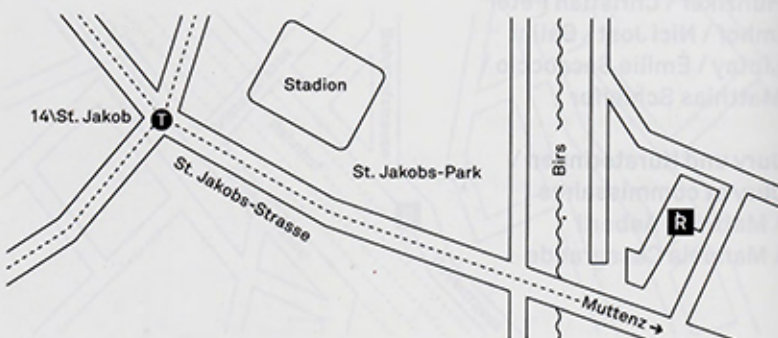 Stadion
14\St. Jakob
T
St. Jakobs-Park
Birs
St. Jakobs-Strasse
R
Muttenz →